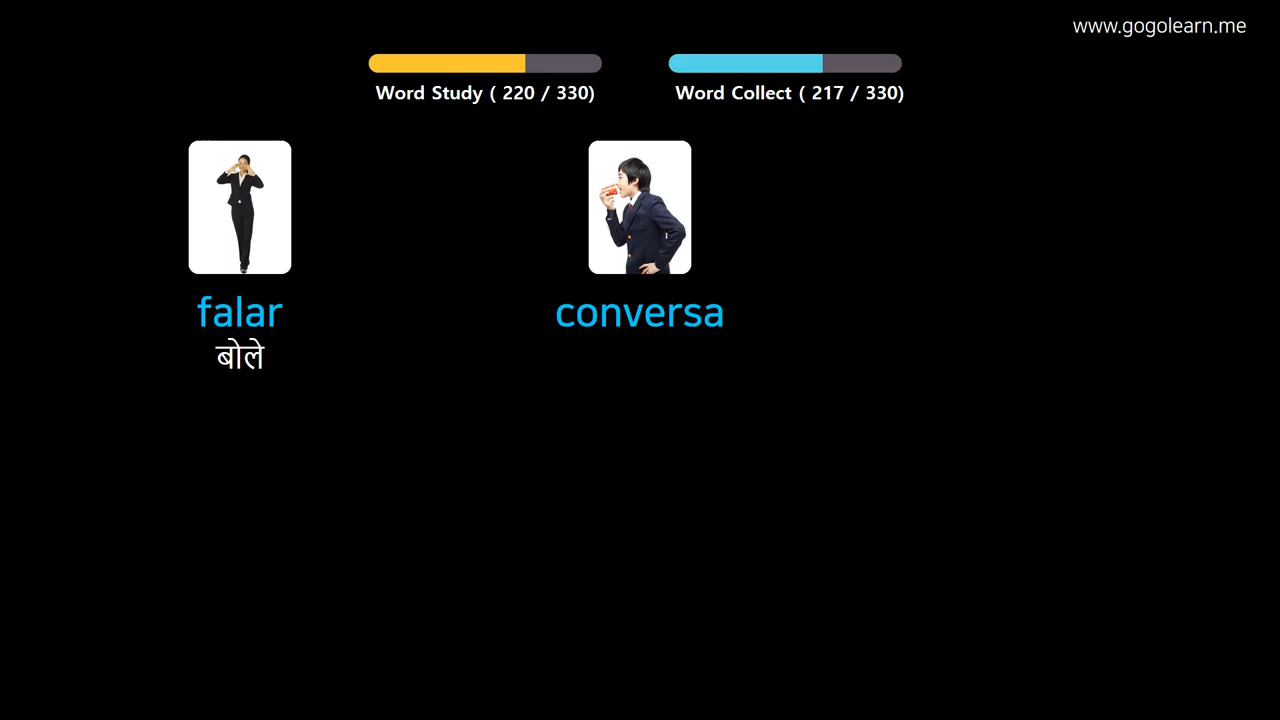 www.gogolearn.me
Word Study ( 220 / 330)
Word Collect ( 217 / 330)
falar
बोले
conversa